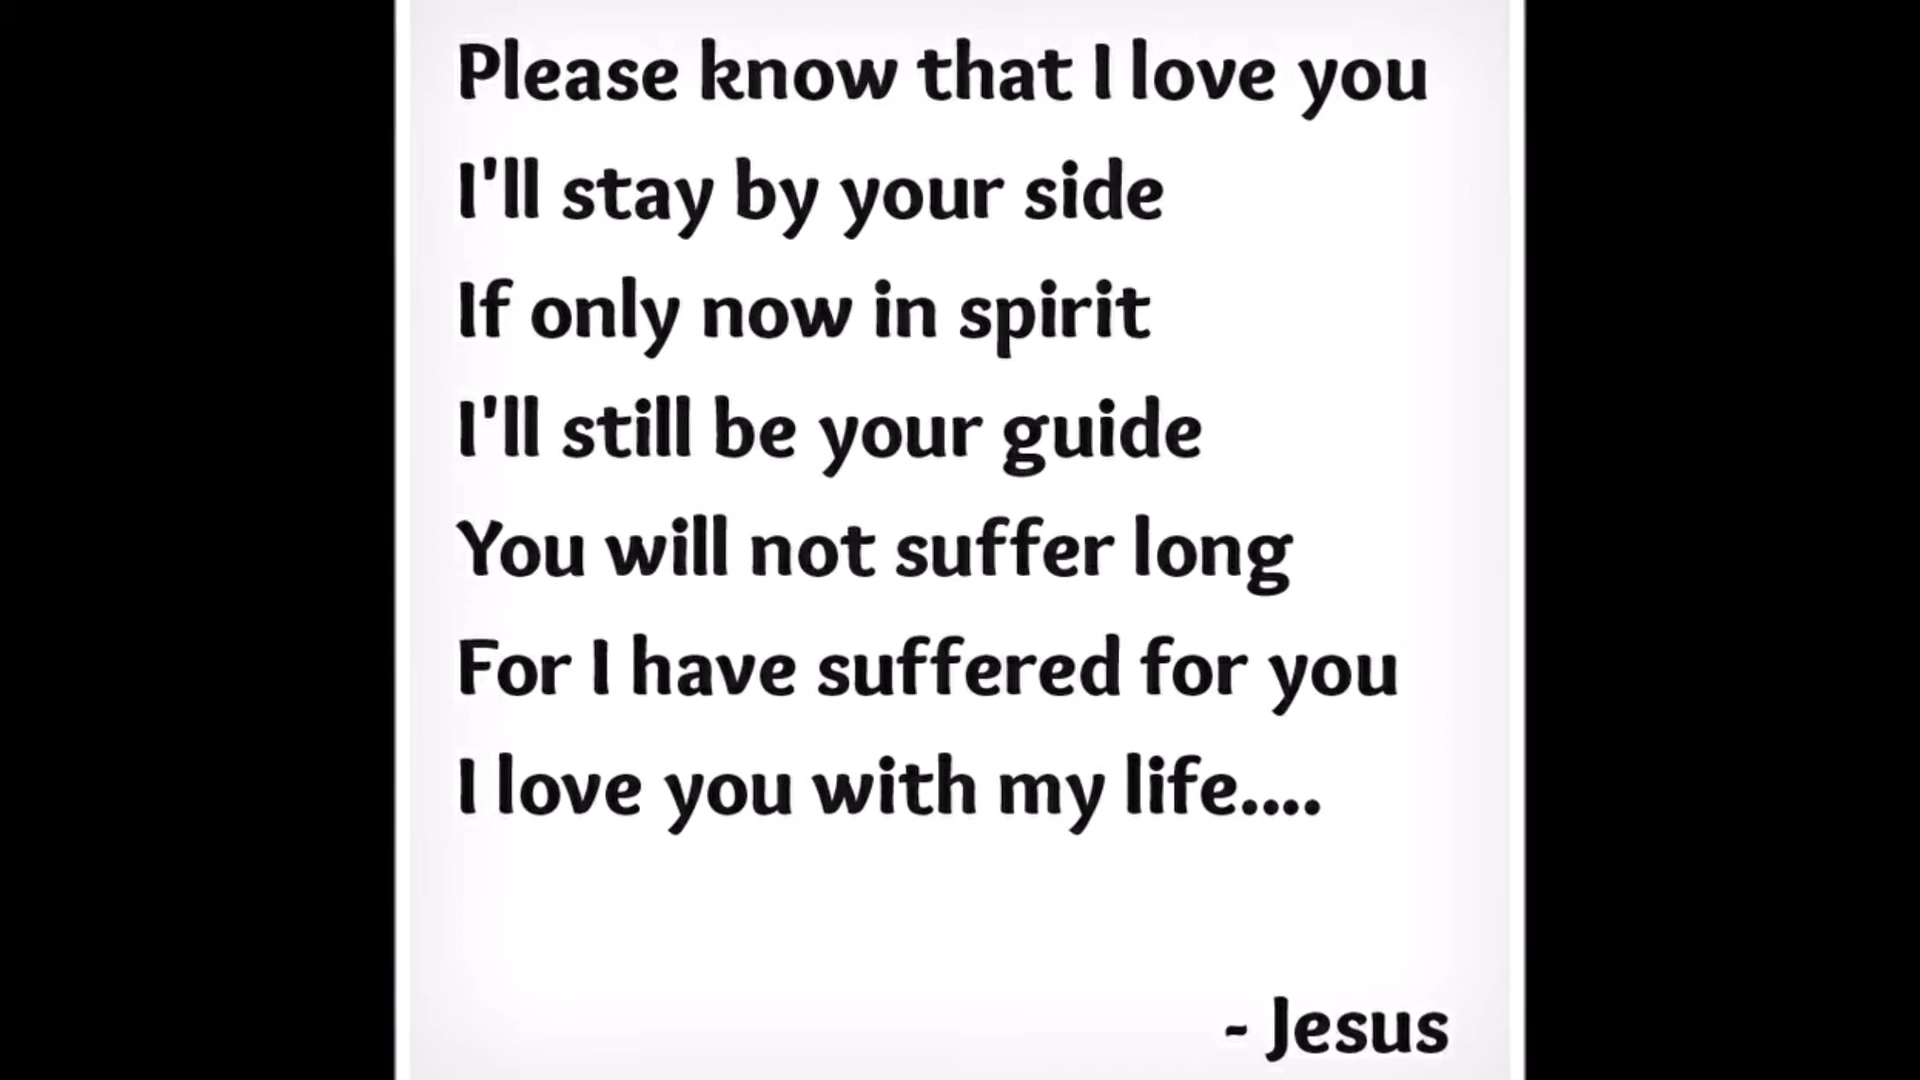 Please know that I love you
I'll stay by your side
If only now in spirit
I'll still be your guide
You will not suffer long
For I have suffered for you
I love you with my life....
- Jesus